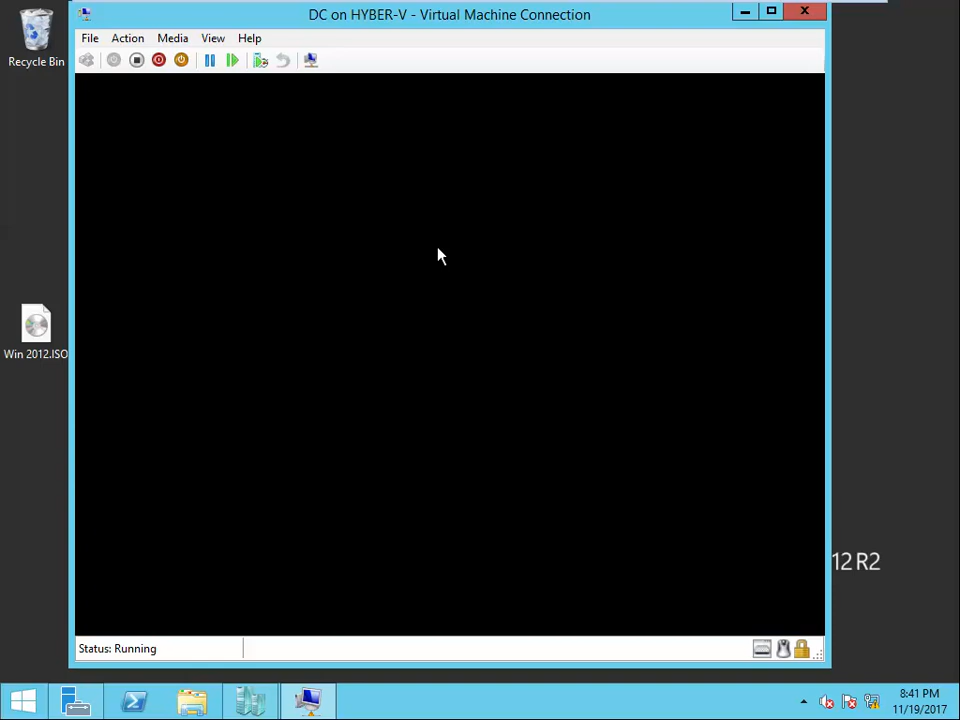 Recycle Bin
DC on HYBER-V - Virtual Machine Connection
File Action Media View Help
Win 2012.ISO
12 R2
Status: Running
8:41 PM
11/19/2017